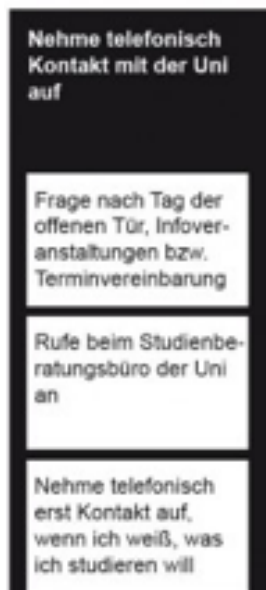 Nehme telefonisch
Kontakt mit der Uni
auf
Frage nach Tag der
offenen Tür, Infover-
anstaltungen bzw.
Terminvereinbarung
Rufe beim Studienbe-
ratungsbüro der Uni
an
Nehme telefonisch
erst Kontakt auf,
wenn ich weiß, was
ich studieren will